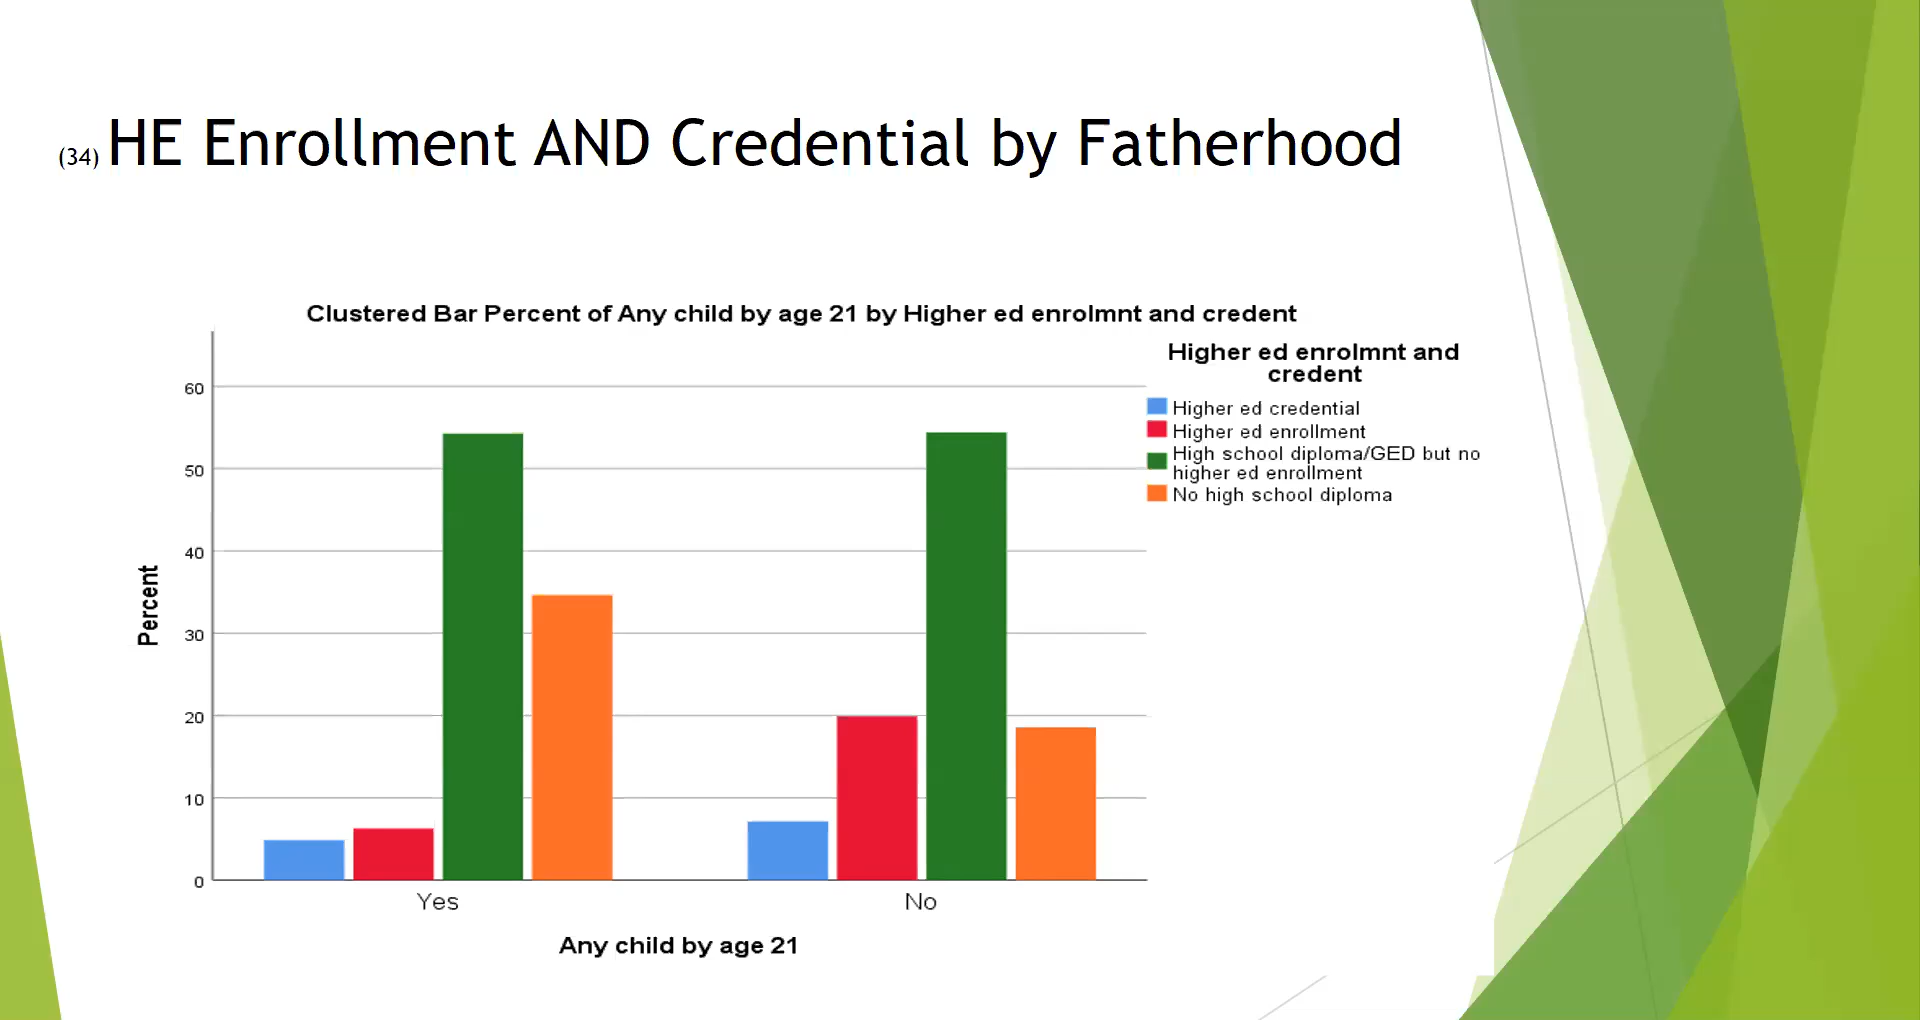 (34) HE Enrollment AND Credential by Fatherhood
Clustered Bar Percent of Any child by age 21 by Higher ed enrolmnt and credent
Higher ed enrolmnt and
credent
Higher ed credential
Higher ed enrollment
High school diploma/GED but no
higher ed enrollment
No high school diploma
Percent
60
50
40
30
20
10
0
Yes No
Any child by age 21